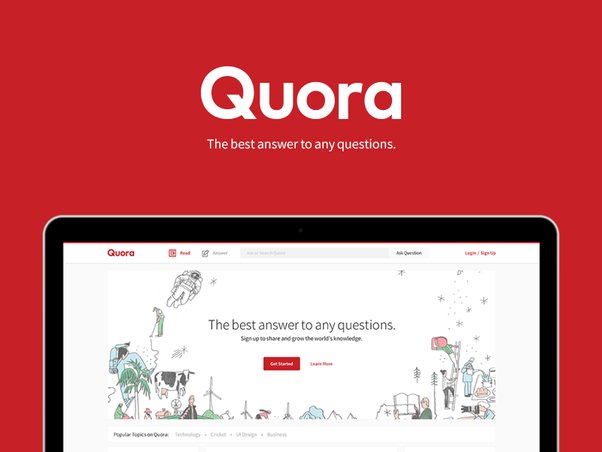 Quora
The best answer to any questions.
Quora Read Answer Ask or Search Quora Ask Question Login / Sign Up
The best answer to any questions.
Sign up to share and grow the world's knowledge.
Get Started Learn More
Popular Topics on Quora: Technology • Cricket • UI Design • Business